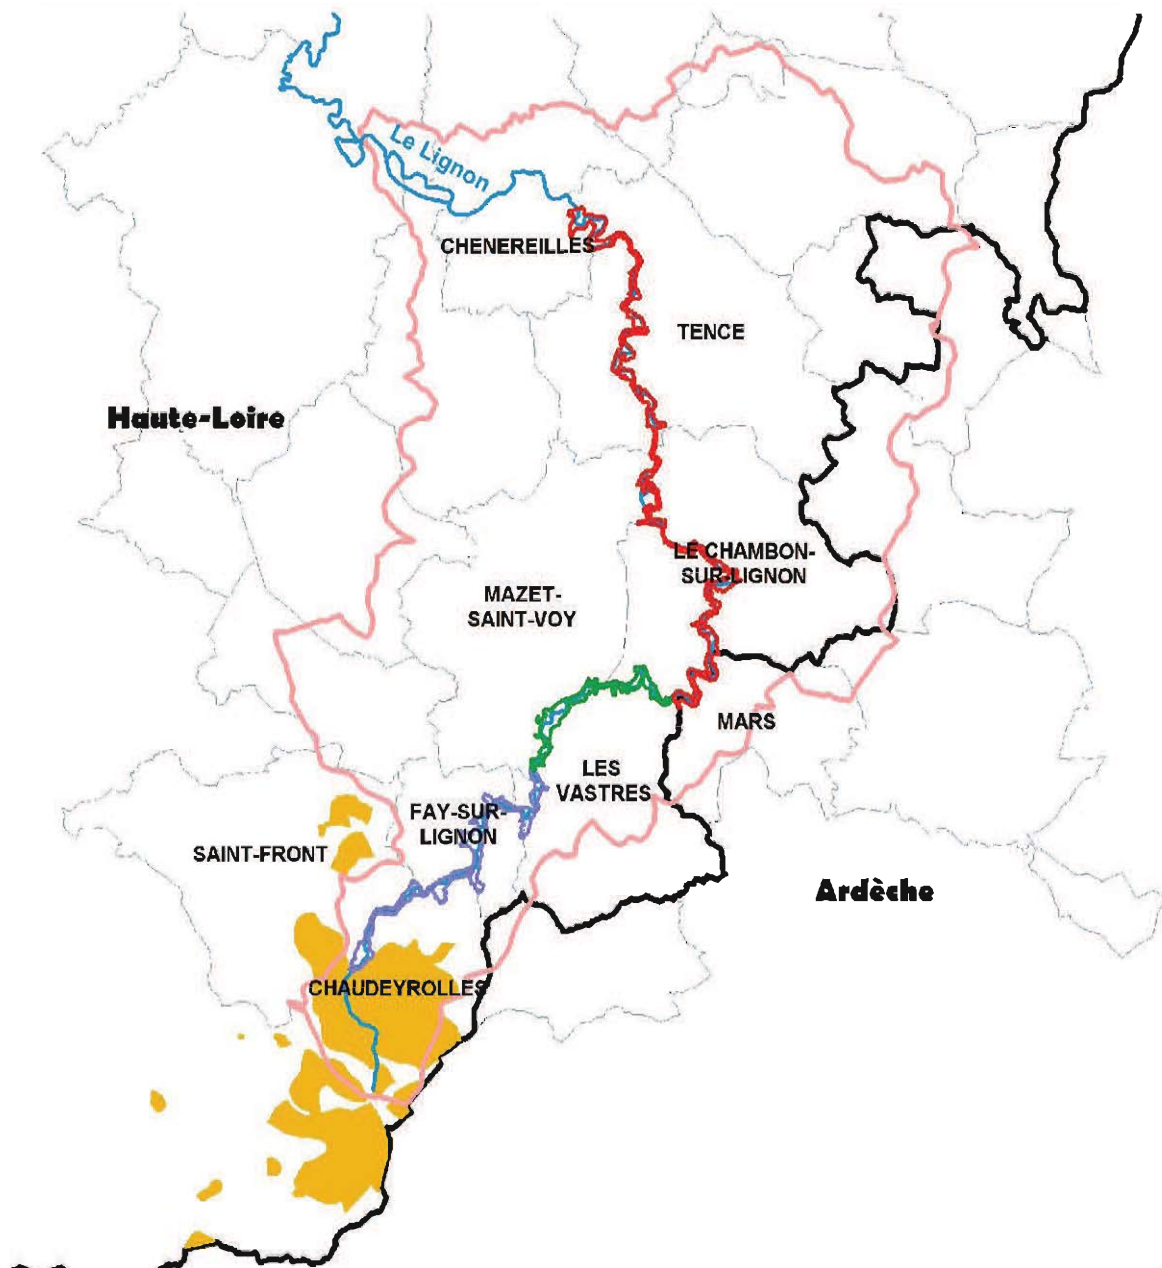 Le Lignon
CHENEREILLES
TENCE
Haute-Loire
LE CHAMBON-
SUR-LIGNON
MAZET-
SAINT-VOY
MARS
LES
VASTRES
FAY-SUR-
LIGNON
SAINT-FRONT
Ardèche
CHAUDEYROLLES